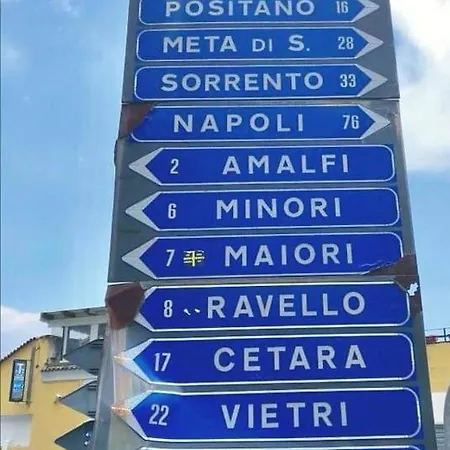 POSITANO 16
META DI S. 28
SORRENTO 33
NAPOLI 76
2 AMALFI
6 MINORI
7 MAIORI
8 RAVELLO
17 CETARA
22 VIETRI